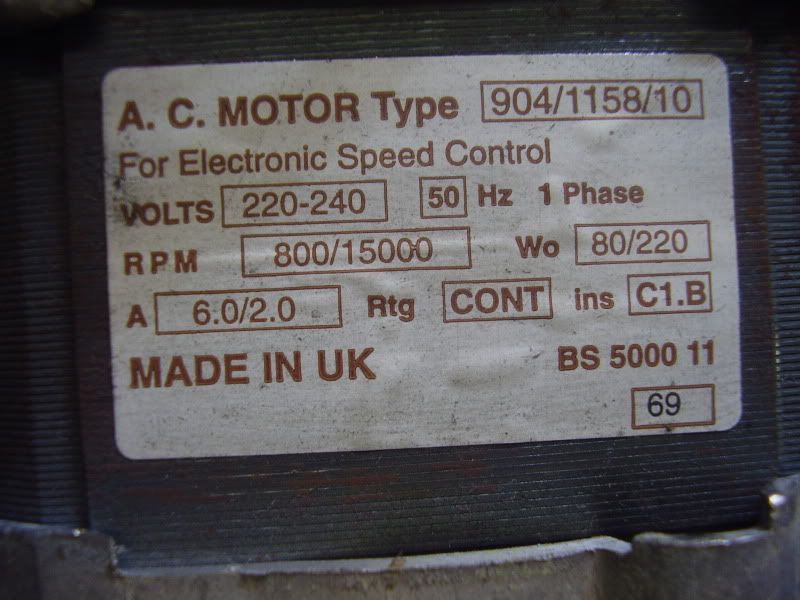 A. C. MOTOR Type 904/1158/10
For Electronic Speed Control
VOLTS 220-240 50 Hz 1 Phase
RPM 800/15000 Wo 80/220
A 6.0/2.0 Rtg CONT ins C1.B
MADE IN UK BS 5000 11
69